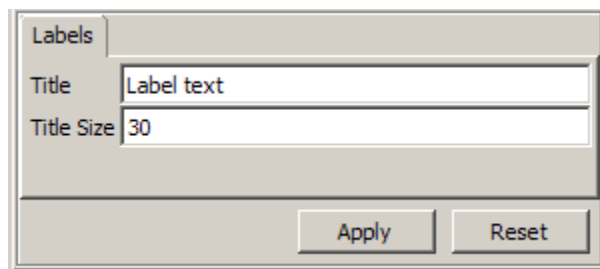 Labels
Title Label text
Title Size 30
Apply Reset